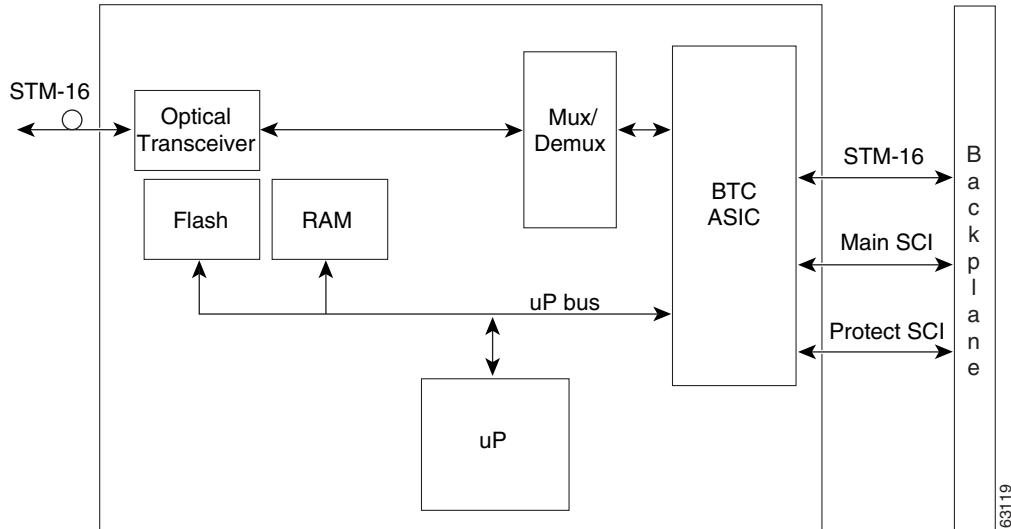 STM-16
Optical
Transceiver
Mux/
Demux
BTC
ASIC
Flash
RAM
uP bus
uP
STM-16
Main SCI
Protect SCI
Backplane
63119